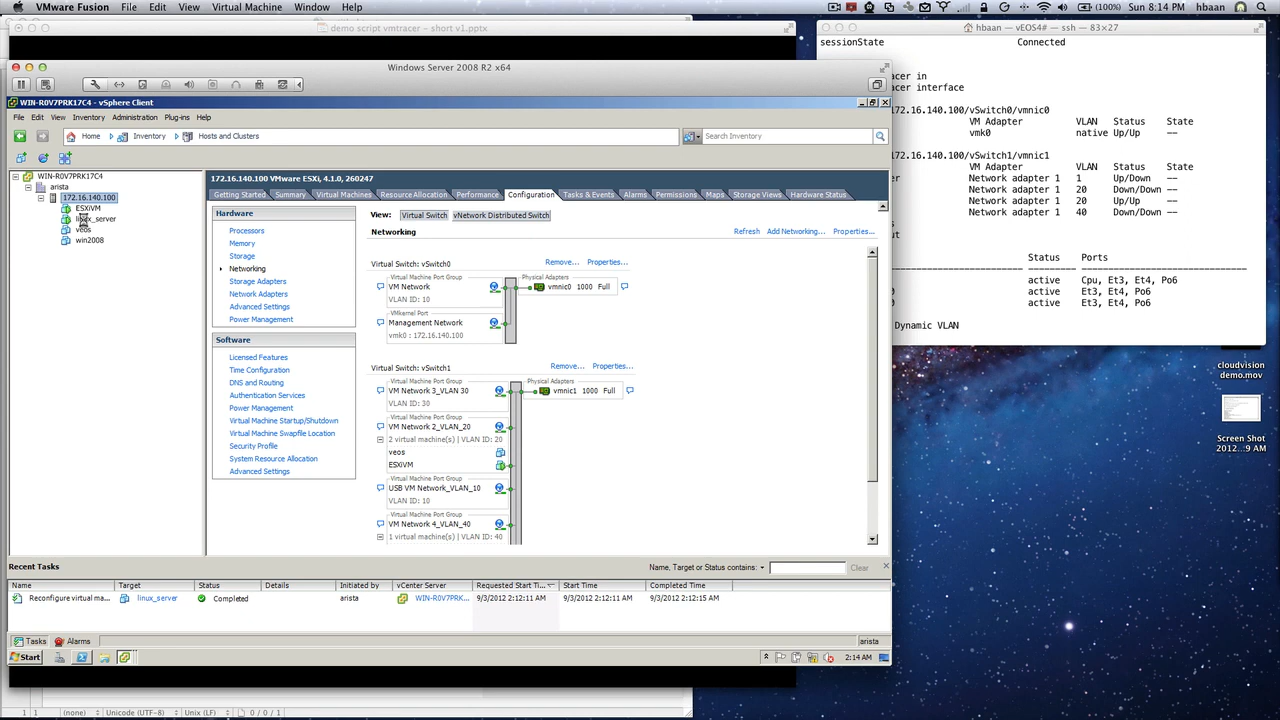 VMware Fusion File Edit View Virtual Machine Window Help
(100%) Sun 8:14 PM hbaan
demo script vmtracer – short v1.pptx
hbaan — vEOS4# — ssh — 83×27
sessionState Connected
acer in
acer interface
172.16.140.100/vSwitch0/vmnic0
VM Adapter VLAN Status State
vmk0 native Up/Up --
172.16.140.100/vSwitch1/vmnic1
VM Adapter VLAN Status State
er Network adapter 1 1 Up/Down --
Network adapter 1 20 Down/Down --
Network adapter 1 20 Up/Up --
Network adapter 1 40 Down/Down --
ut
Status Ports
active Cpu, Et3, Et4, Po6
active Et3, Et4, Po6
active Et3, Et4, Po6
Dynamic VLAN
Windows Server 2008 R2 x64
WIN-R0V7PRK17C4 - vSphere Client
File Edit View Inventory Administration Plug-ins Help
Home Inventory Hosts and Clusters
Search Inventory
WIN-R0V7PRK17C4
arista
172.16.140.100
ESXiVM
linux_server
veos
win2008
172.16.140.100 VMware ESXi, 4.1.0, 260247
Getting Started Summary Virtual Machines Resource Allocation Performance Configuration Tasks & Events Alarms Permissions Maps Storage Views Hardware Status
Hardware
Processors
Memory
Storage
Networking
Storage Adapters
Network Adapters
Advanced Settings
Power Management
Software
Licensed Features
Time Configuration
DNS and Routing
Authentication Services
Power Management
Virtual Machine Startup/Shutdown
Virtual Machine Swapfile Location
Security Profile
System Resource Allocation
Advanced Settings
View: Virtual Switch vNetwork Distributed Switch
Networking
Refresh Add Networking... Properties...
Virtual Switch: vSwitch0 Remove... Properties...
Virtual Machine Port Group Physical Adapters
VM Network vmnic0 1000 Full
VLAN ID: 10
VMkernel Port
Management Network
vmk0 : 172.16.140.100
Virtual Switch: vSwitch1 Remove... Properties...
Virtual Machine Port Group Physical Adapters
VM Network 3_VLAN 30 vmnic1 1000 Full
VLAN ID: 30
Virtual Machine Port Group
VM Network 2_VLAN_20
2 virtual machine(s) | VLAN ID: 20
veos
ESXiVM
Virtual Machine Port Group
USB VM Network_VLAN_10
VLAN ID: 10
Virtual Machine Port Group
VM Network 4_VLAN_40
1 virtual machine(s) | VLAN ID: 40
Recent Tasks
Name, Target or Status contains: Clear
Name Target Status Details Initiated by vCenter Server Requested Start Ti... Start Time Completed Time
Reconfigure virtual ma... linux_server Completed arista WIN-R0V7PRK... 9/3/2012 2:12:11 AM 9/3/2012 2:12:11 AM 9/3/2012 2:12:15 AM
Tasks Alarms arista
Start 2:14 AM
1 1 (none) Unicode (UTF-8) Unix (LF) 0 / 0 / 1
cloudvision
demo.mov
Screen Shot
2012...9 AM